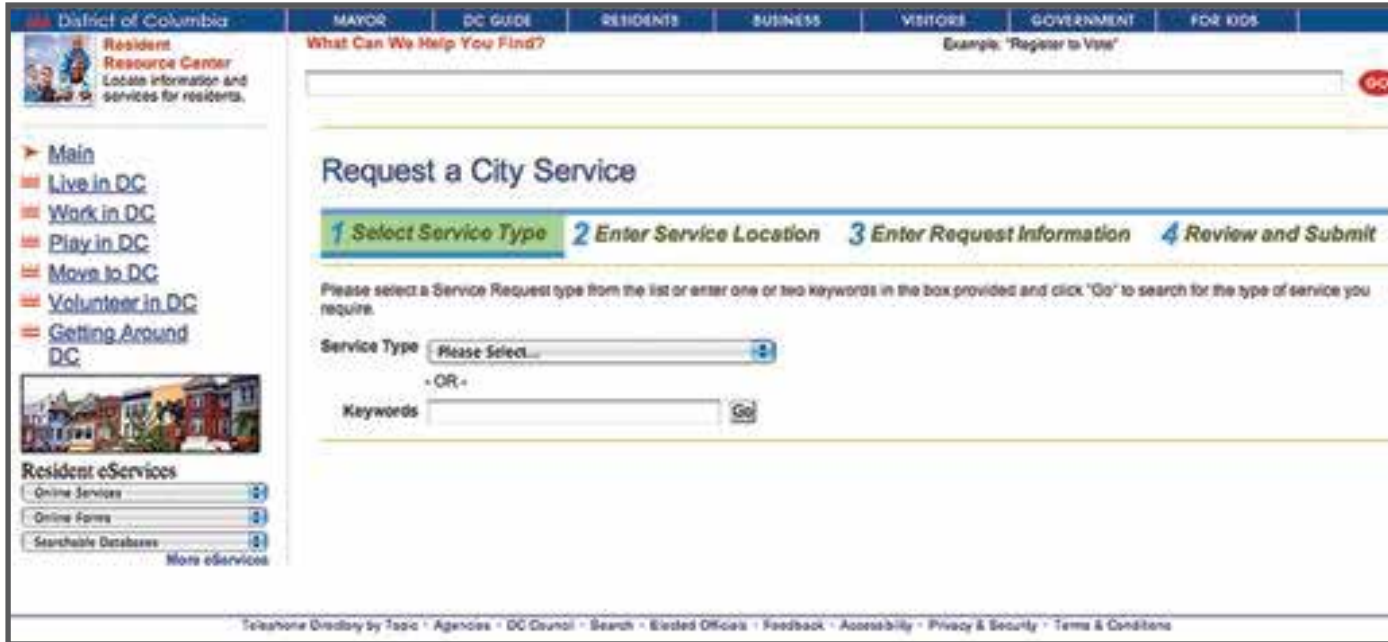 District of Columbia
MAYOR DC GUIDE RESIDENTS BUSINESS VISITORS GOVERNMENT FOR KIDS
Resident
Resource Center
Locate information and
services for residents.
What Can We Help You Find?
Example: "Register to Vote"
GO
Main
Live in DC
Work in DC
Play in DC
Move to DC
Volunteer in DC
Getting Around
DC
Resident eServices
Online Services
Online Forms
Searchable Databases
More eServices
Request a City Service
1 Select Service Type 2 Enter Service Location 3 Enter Request Information 4 Review and Submit
Please select a Service Request type from the list or enter one or two keywords in the box provided and click "Go" to search for the type of service you
require.
Service Type Please Select...
- OR -
Keywords Go
Telephone Directory by Topic · Agencies · DC Council · Search · Elected Officials · Feedback · Accessibility · Privacy & Security · Terms & Conditions